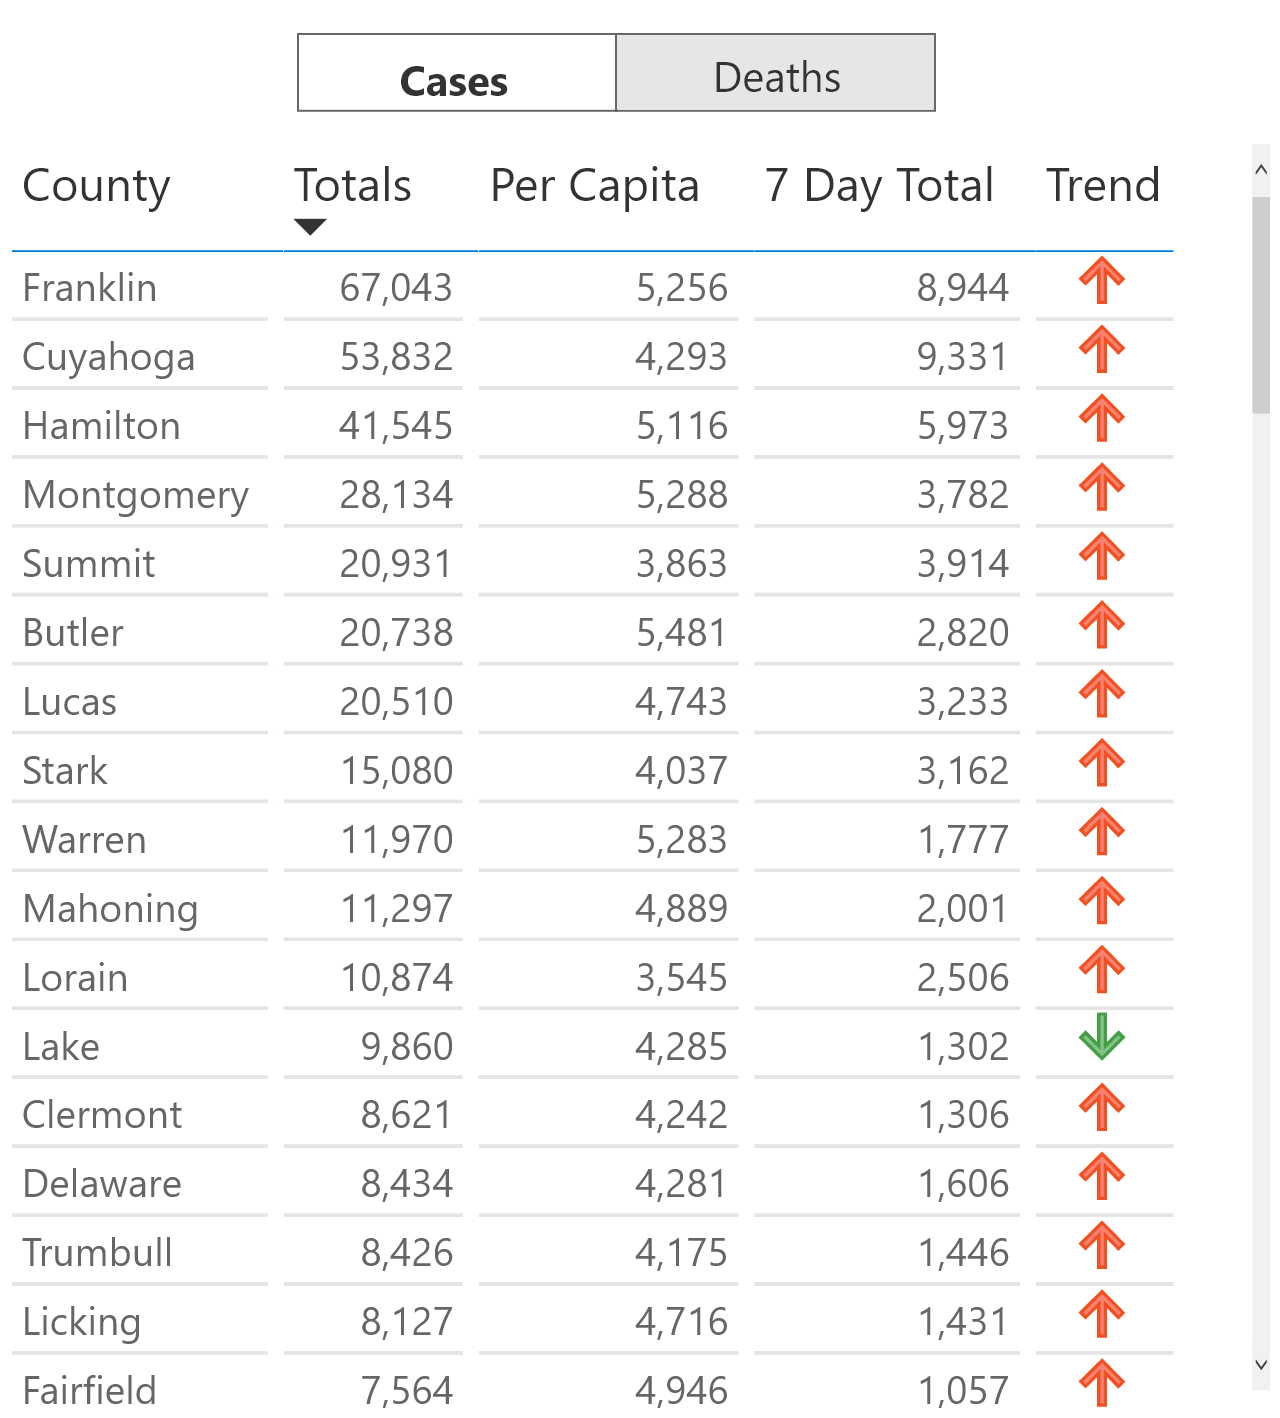 Cases Deaths
County Totals Per Capita 7 Day Total Trend
Franklin 67,043 5,256 8,944
Cuyahoga 53,832 4,293 9,331
Hamilton 41,545 5,116 5,973
Montgomery 28,134 5,288 3,782
Summit 20,931 3,863 3,914
Butler 20,738 5,481 2,820
Lucas 20,510 4,743 3,233
Stark 15,080 4,037 3,162
Warren 11,970 5,283 1,777
Mahoning 11,297 4,889 2,001
Lorain 10,874 3,545 2,506
Lake 9,860 4,285 1,302
Clermont 8,621 4,242 1,306
Delaware 8,434 4,281 1,606
Trumbull 8,426 4,175 1,446
Licking 8,127 4,716 1,431
Fairfield 7,564 4,946 1,057